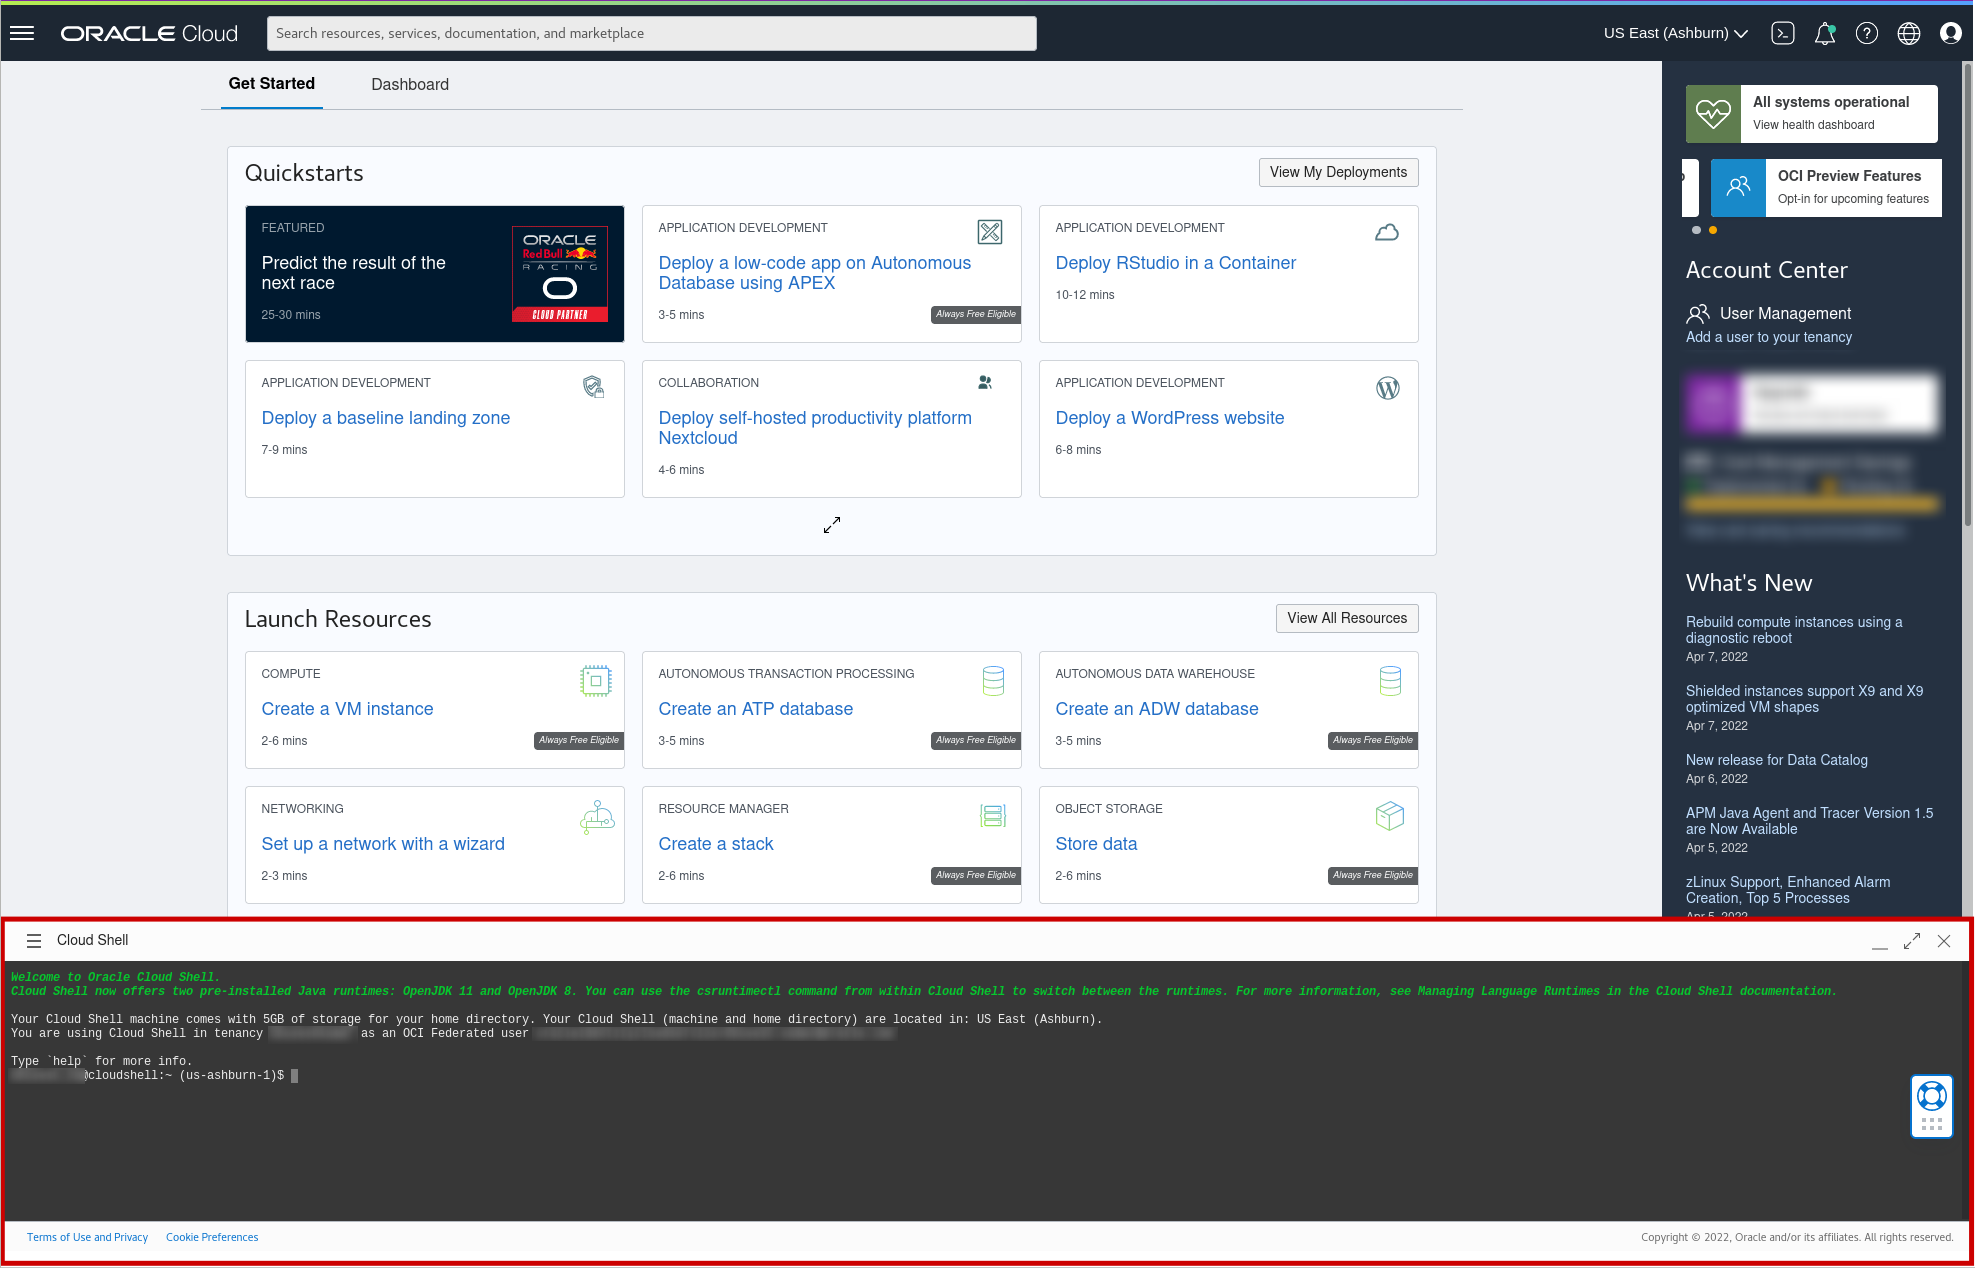 ORACLE Cloud
Search resources, services, documentation, and marketplace
US East (Ashburn)
Get Started
Dashboard
Quickstarts
View My Deployments
FEATURED
Predict the result of the
next race
25-30 mins
ORACLE
Red Bull
RACING
CLOUD PARTNER
APPLICATION DEVELOPMENT
Deploy a low-code app on Autonomous
Database using APEX
3-5 mins
Always Free Eligible
APPLICATION DEVELOPMENT
Deploy RStudio in a Container
10-12 mins
APPLICATION DEVELOPMENT
Deploy a baseline landing zone
7-9 mins
COLLABORATION
Deploy self-hosted productivity platform
Nextcloud
4-6 mins
APPLICATION DEVELOPMENT
Deploy a WordPress website
6-8 mins
Launch Resources
View All Resources
COMPUTE
Create a VM instance
2-6 mins
Always Free Eligible
AUTONOMOUS TRANSACTION PROCESSING
Create an ATP database
3-5 mins
Always Free Eligible
AUTONOMOUS DATA WAREHOUSE
Create an ADW database
3-5 mins
Always Free Eligible
NETWORKING
Set up a network with a wizard
2-3 mins
RESOURCE MANAGER
Create a stack
2-6 mins
Always Free Eligible
OBJECT STORAGE
Store data
2-6 mins
Always Free Eligible
All systems operational
View health dashboard
OCI Preview Features
Opt-in for upcoming features
Account Center
User Management
Add a user to your tenancy
What's New
Rebuild compute instances using a
diagnostic reboot
Apr 7, 2022
Shielded instances support X9 and X9
optimized VM shapes
Apr 7, 2022
New release for Data Catalog
Apr 6, 2022
APM Java Agent and Tracer Version 1.5
are Now Available
Apr 5, 2022
zLinux Support, Enhanced Alarm
Creation, Top 5 Processes
Apr 5, 2022
Cloud Shell
Welcome to Oracle Cloud Shell.
Cloud Shell now offers two pre-installed Java runtimes: OpenJDK 11 and OpenJDK 8. You can use the csruntimectl command from within Cloud Shell to switch between the runtimes. For more information, see Managing Language Runtimes in the Cloud Shell documentation.
Your Cloud Shell machine comes with 5GB of storage for your home directory. Your Cloud Shell (machine and home directory) are located in: US East (Ashburn).
You are using Cloud Shell in tenancy as an OCI Federated user
Type `help` for more info.
@cloudshell:~ (us-ashburn-1)$
Terms of Use and Privacy
Cookie Preferences
Copyright © 2022, Oracle and/or its affiliates. All rights reserved.